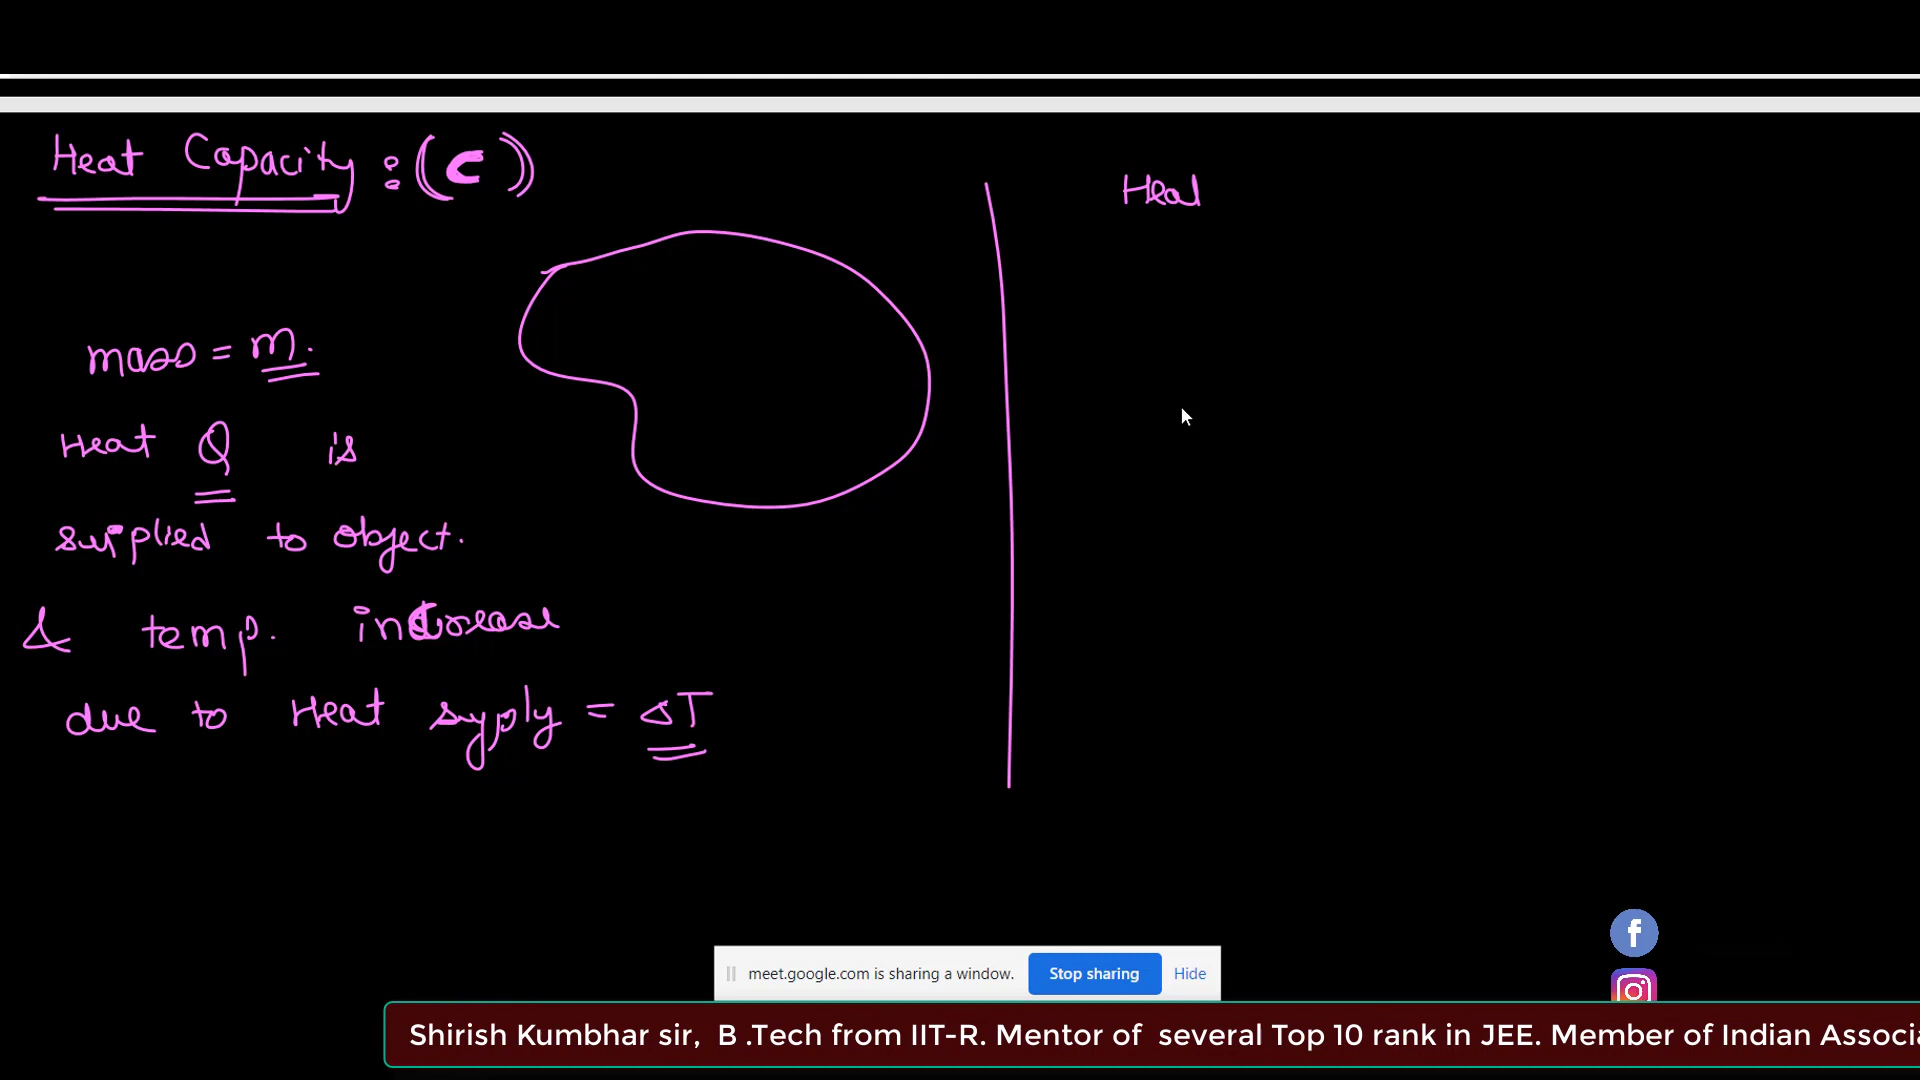 Heat Capacity : (C)
Heat
mass = m.
Heat Q is
supplied to object.
& temp. increase
due to Heat supply = ΔT
meet.google.com is sharing a window. Stop sharing Hide
Shirish Kumbhar sir, B .Tech from IIT-R. Mentor of several Top 10 rank in JEE. Member of Indian Associa